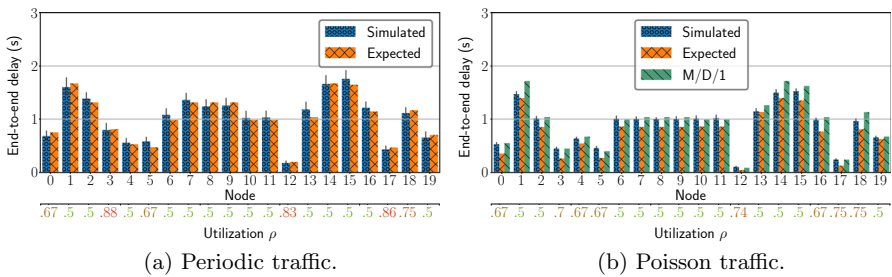 End-to-end delay (s)
3
2
1
0
Simulated
Expected
0 1 2 3 4 5 6 7 8 9 10 11 12 13 14 15 16 17 18 19
Node
.67 .5 .5 .88 .5 .67 .5 .5 .5 .5 .5 .5 .83 .5 .5 .5 .5 .86 .75 .5
Utilization ρ
(a) Periodic traffic.
End-to-end delay (s)
3
2
1
0
Simulated
Expected
M/D/1
0 1 2 3 4 5 6 7 8 9 10 11 12 13 14 15 16 17 18 19
Node
.67 .5 .5 .7 .67 .67 .5 .5 .5 .5 .5 .5 .74 .5 .5 .5 .67 .75 .75 .5
Utilization ρ
(b) Poisson traffic.